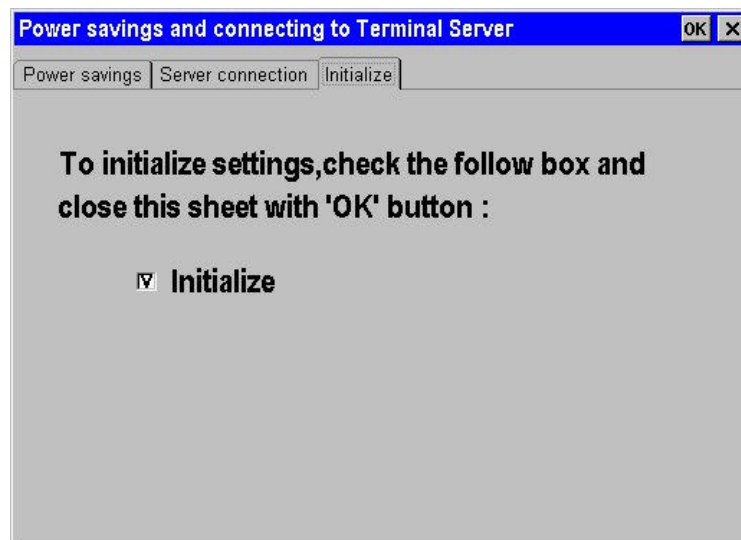 Power savings and connecting to Terminal Server OK ×
Power savings Server connection Initialize
To initialize settings,check the follow box and
close this sheet with 'OK' button :
Initialize